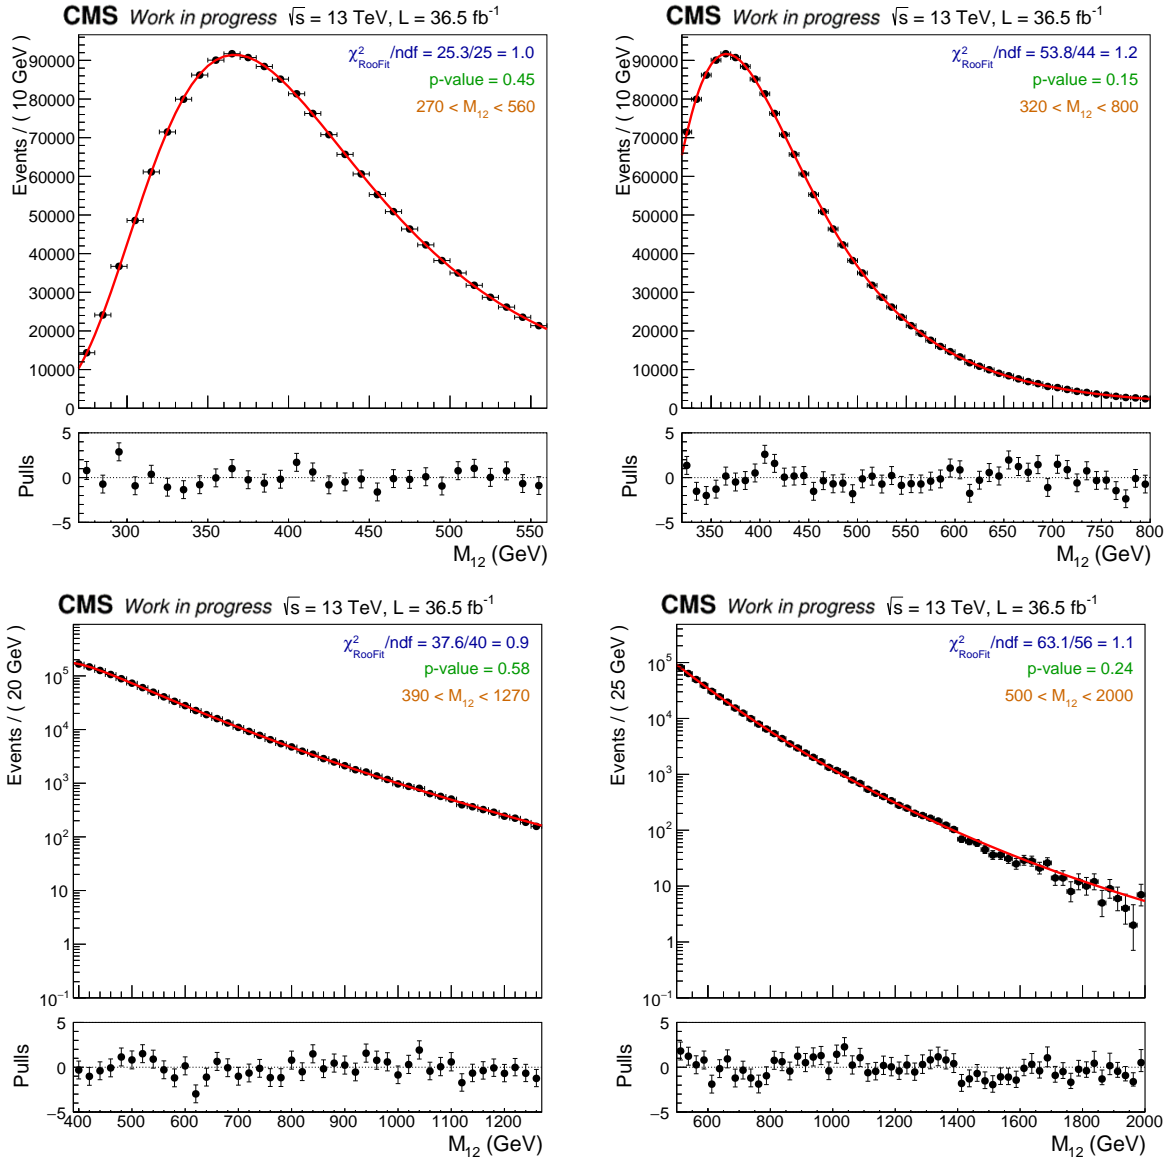 CMS Work in progress √s = 13 TeV, L = 36.5 fb⁻¹
Events / ( 10 GeV )
χ²_RooFit/ndf = 25.3/25 = 1.0
p-value = 0.45
270 < M₁₂ < 560
90000
80000
70000
60000
50000
40000
30000
20000
10000
0
Pulls
5
0
−5
300 350 400 450 500 550
M₁₂ (GeV)
CMS Work in progress √s = 13 TeV, L = 36.5 fb⁻¹
Events / ( 10 GeV )
χ²_RooFit/ndf = 53.8/44 = 1.2
p-value = 0.15
320 < M₁₂ < 800
90000
80000
70000
60000
50000
40000
30000
20000
10000
0
Pulls
5
0
−5
350 400 450 500 550 600 650 700 750 800
M₁₂ (GeV)
CMS Work in progress √s = 13 TeV, L = 36.5 fb⁻¹
Events / ( 20 GeV )
χ²_RooFit/ndf = 37.6/40 = 0.9
p-value = 0.58
390 < M₁₂ < 1270
10⁵
10⁴
10³
10²
10
1
10⁻¹
Pulls
5
0
−5
400 500 600 700 800 900 1000 1100 1200
M₁₂ (GeV)
CMS Work in progress √s = 13 TeV, L = 36.5 fb⁻¹
Events / ( 25 GeV )
χ²_RooFit/ndf = 63.1/56 = 1.1
p-value = 0.24
500 < M₁₂ < 2000
10⁵
10⁴
10³
10²
10
1
10⁻¹
Pulls
5
0
−5
600 800 1000 1200 1400 1600 1800 2000
M₁₂ (GeV)